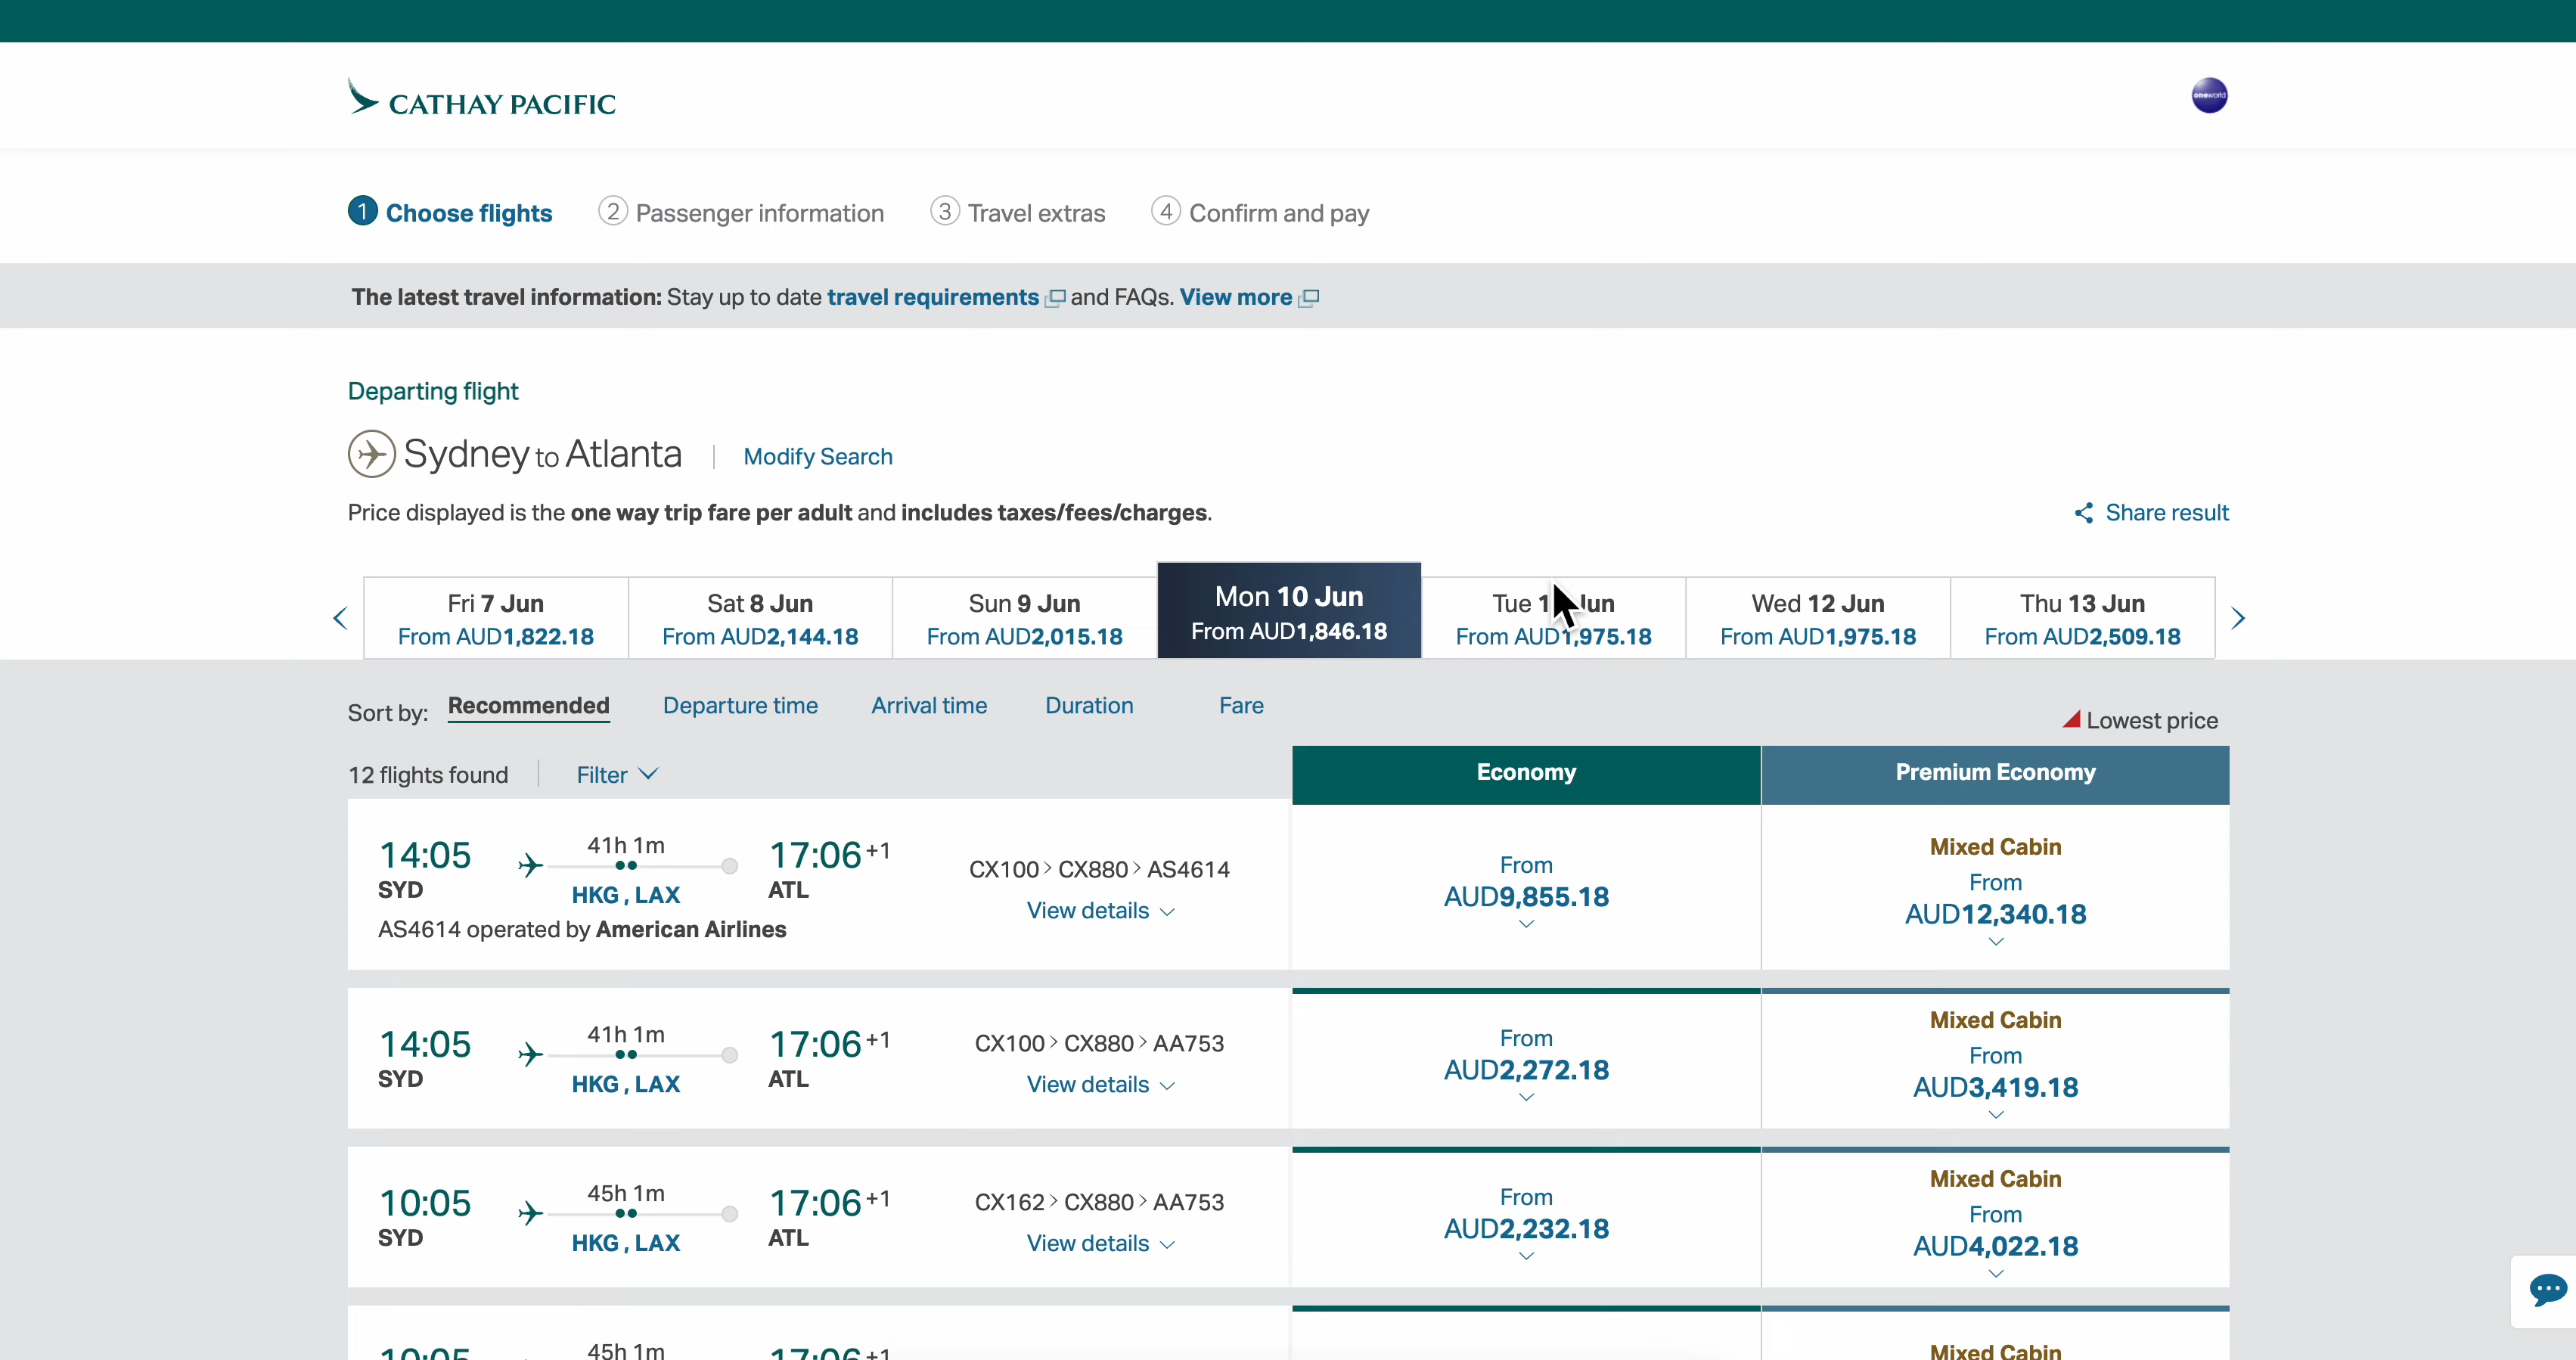 CATHAY PACIFIC
oneworld
1 Choose flights 2 Passenger information 3 Travel extras 4 Confirm and pay
The latest travel information: Stay up to date travel requirements and FAQs. View more
Departing flight
Sydney to Atlanta | Modify Search
Price displayed is the one way trip fare per adult and includes taxes/fees/charges.
Share result
Fri 7 Jun
From AUD1,822.18
Sat 8 Jun
From AUD2,144.18
Sun 9 Jun
From AUD2,015.18
Mon 10 Jun
From AUD1,846.18
Tue
From AUD1,975.18
Wed 12 Jun
From AUD1,975.18
Thu 13 Jun
From AUD2,509.18
Sort by: Recommended Departure time Arrival time Duration Fare
Lowest price
12 flights found | Filter
Economy
Premium Economy
14:05
SYD
41h 1m
HKG , LAX
17:06 +1
ATL
AS4614 operated by American Airlines
CX100 > CX880 > AS4614
View details
From
AUD9,855.18
Mixed Cabin
From
AUD12,340.18
14:05
SYD
41h 1m
HKG , LAX
17:06 +1
ATL
CX100 > CX880 > AA753
View details
From
AUD2,272.18
Mixed Cabin
From
AUD3,419.18
10:05
SYD
45h 1m
HKG , LAX
17:06 +1
ATL
CX162 > CX880 > AA753
View details
From
AUD2,232.18
Mixed Cabin
From
AUD4,022.18
10:05
45h 1m
17:06 +1
Mixed Cabin